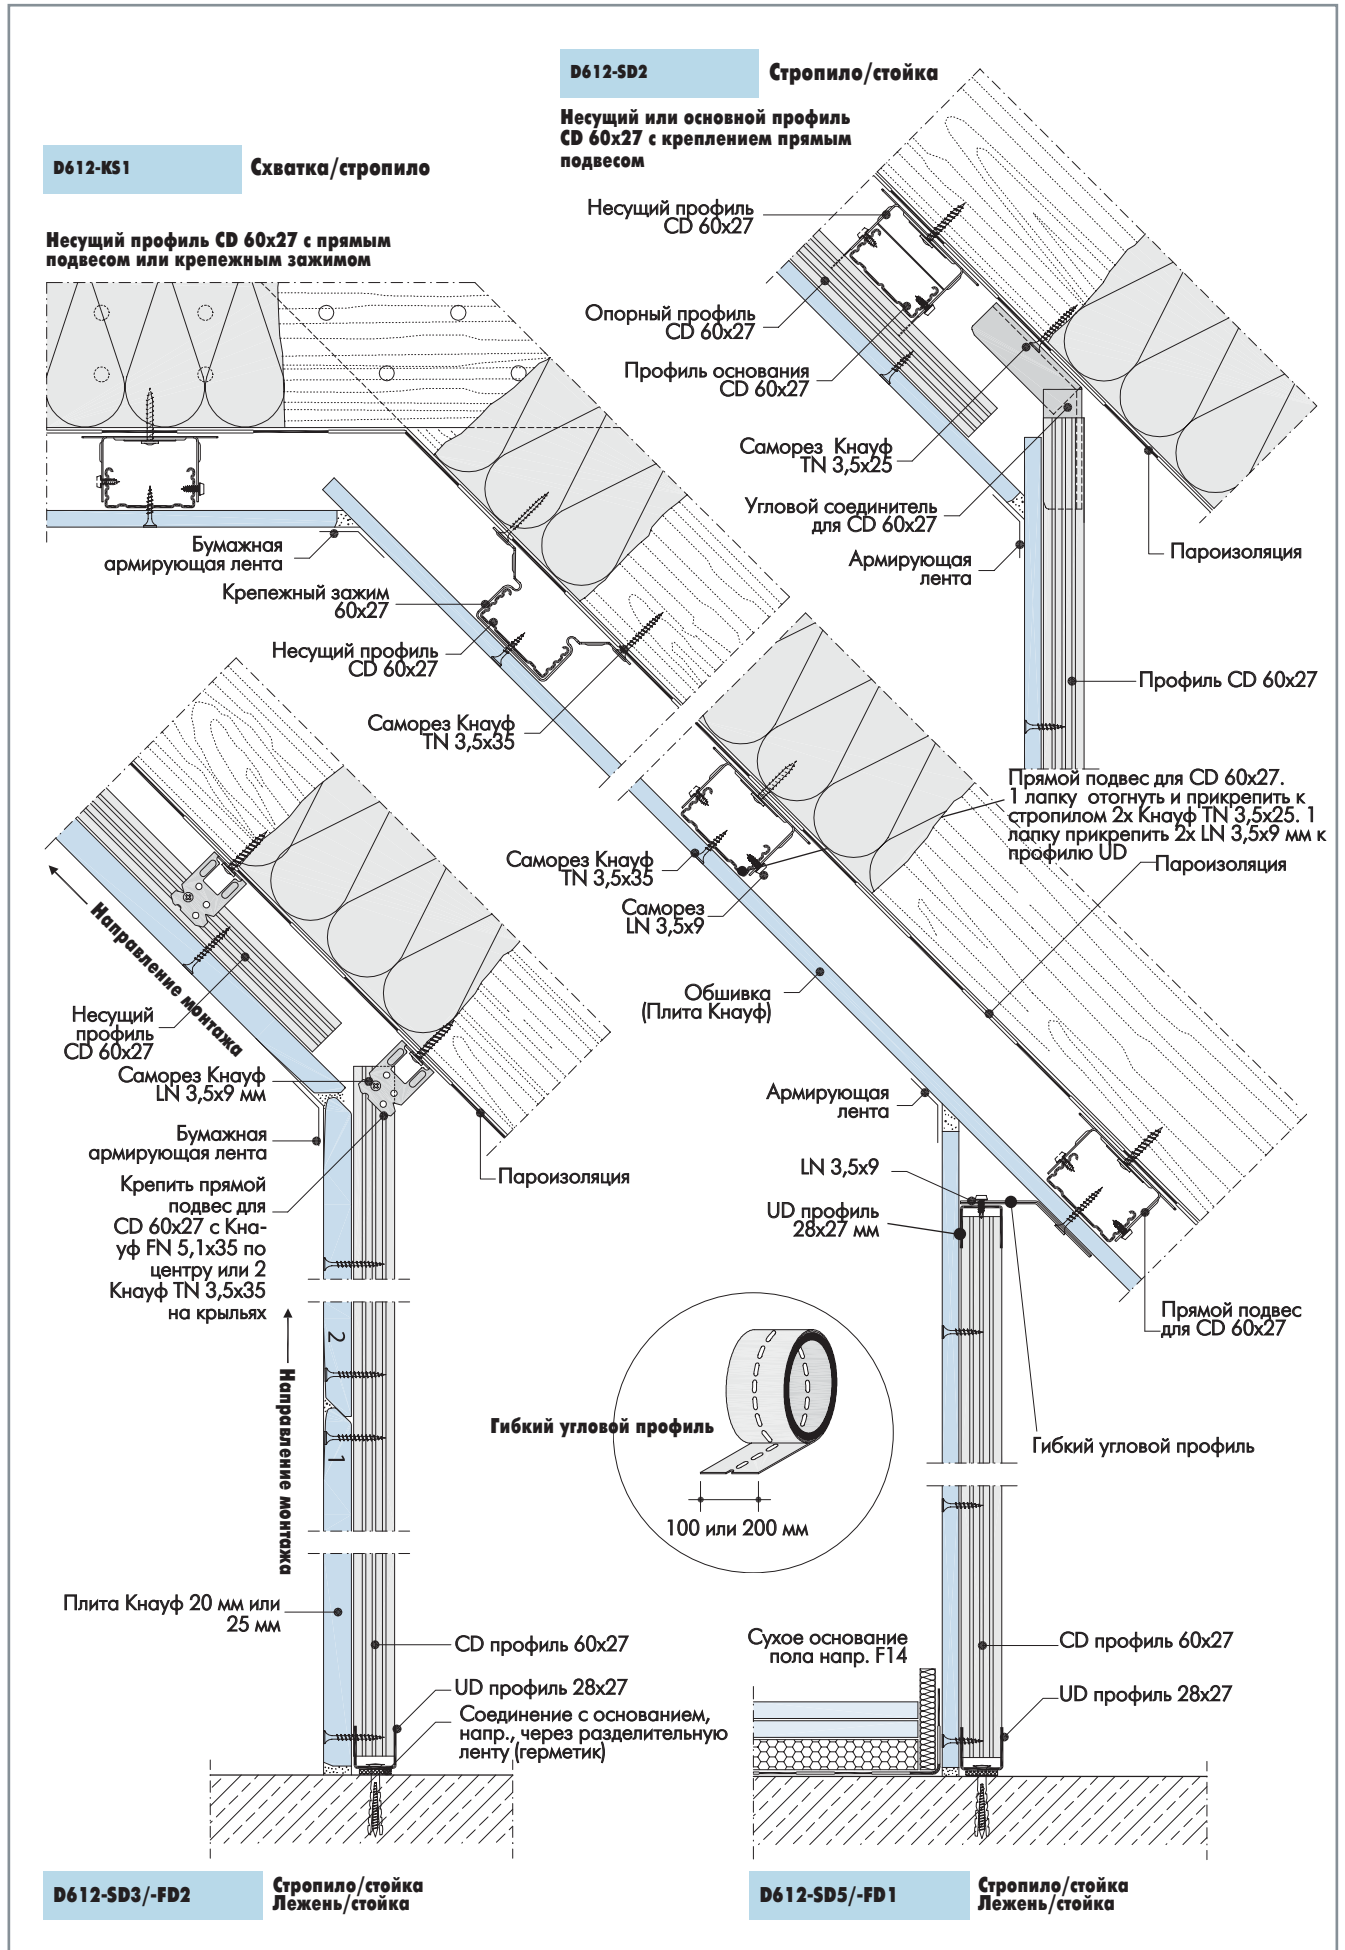 D612-SD2
Стропило/стойка
Несущий или основной профиль
CD 60x27 с креплением прямым
подвесом
D612-KS1
Схватка/стропило
Несущий профиль CD 60x27 с прямым
подвесом или крепежным зажимом
Несущий профиль
CD 60x27
Опорный профиль
CD 60x27
Профиль основания
CD 60x27
Саморез Кнауф
TN 3,5x25
Угловой соединитель
для CD 60x27
Армирующая
лента
Пароизоляция
Профиль CD 60x27
Бумажная
армирующая лента
Крепежный зажим
60x27
Несущий профиль
CD 60x27
Саморез Кнауф
TN 3,5x35
Прямой подвес для CD 60x27.
1 лапку отогнуть и прикрепить к
стропилом 2x Кнауф TN 3,5x25. 1
лапку прикрепить 2x LN 3,5x9 мм к
профилю UD
Пароизоляция
Саморез Кнауф
TN 3,5x35
Саморез
LN 3,5x9
Обшивка
(Плита Кнауф)
Армирующая
лента
LN 3,5x9
UD профиль
28x27 мм
Прямой подвес
для CD 60x27
Гибкий угловой профиль
Направление монтажа
Несущий
профиль
CD 60x27
Саморез Кнауф
LN 3,5x9 мм
Бумажная
армирующая лента
Крепить прямой
подвес для
CD 60x27 с Кна-
уф FN 5,1x35 по
центру или 2
Кнауф TN 3,5x35
на крыльях
Пароизоляция
2
1
Направление монтажа
Гибкий угловой профиль
100 или 200 мм
Плита Кнауф 20 мм или
25 мм
CD профиль 60x27
UD профиль 28x27
Соединение с основанием,
напр., через разделительную
ленту (герметик)
Сухое основание
пола напр. F14
CD профиль 60x27
UD профиль 28x27
D612-SD3/-FD2
Стропило/стойка
Лежень/стойка
D612-SD5/-FD1
Стропило/стойка
Лежень/стойка